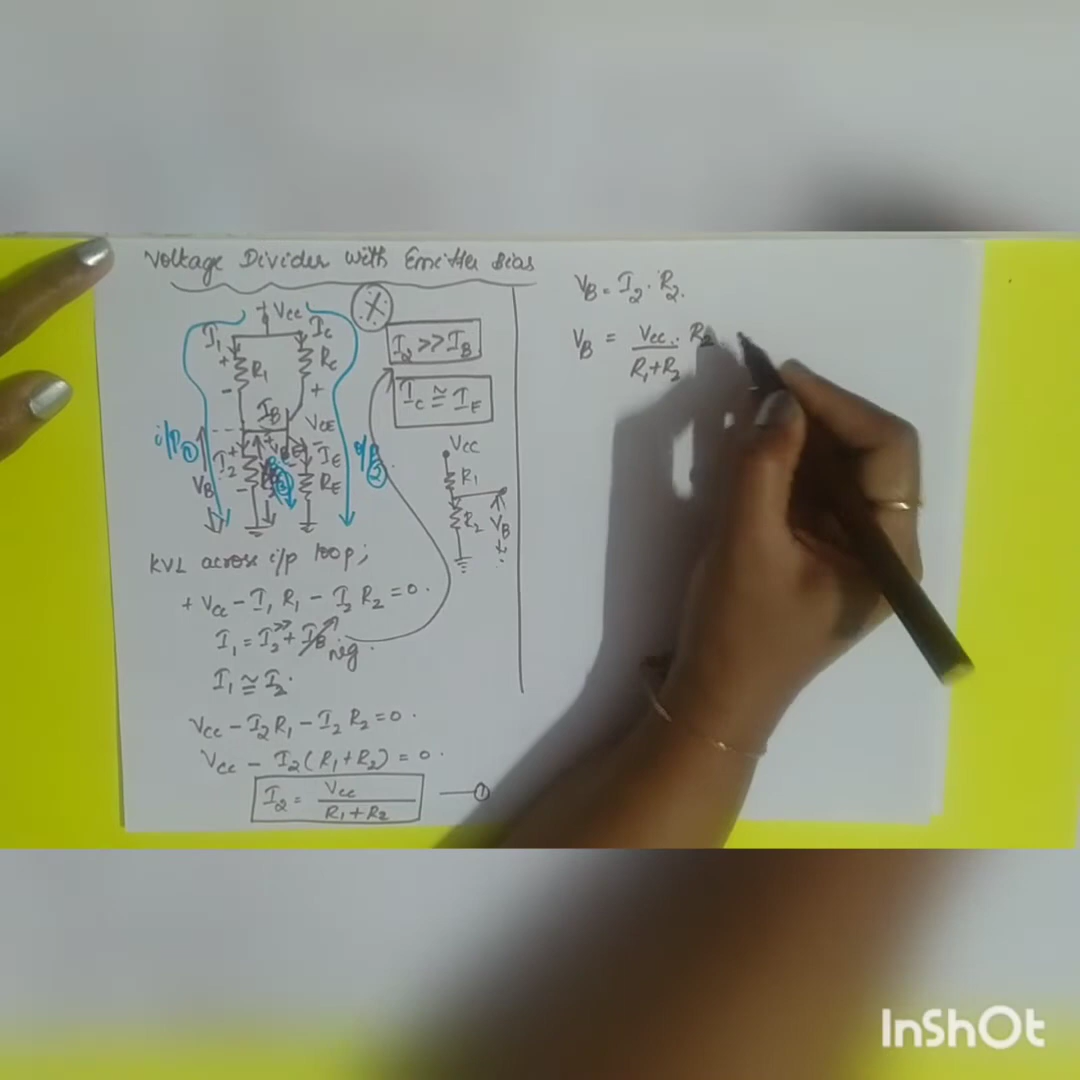 Voltage Divider with Emitter Bias
+Vcc
I1
Ic
+
R1
-
Rc
+
I2 >> IB
Ic ≅ IE
IB
VCE
i/p ①
I2
+
-
IE
VB
RE
o/p ②
Vcc
R1
R2
VB
KVL across i/p loop;
+ Vcc - I1 R1 - I2 R2 = 0.
I1 = I2 >> + IB neg.
I1 ≅ I2.
Vcc - I2 R1 - I2 R2 = 0.
Vcc - I2 (R1+R2) = 0.
I2 = Vcc / R1+R2 — ①
VB = I2 . R2.
VB = Vcc / R1+R2 . R2
InShOt